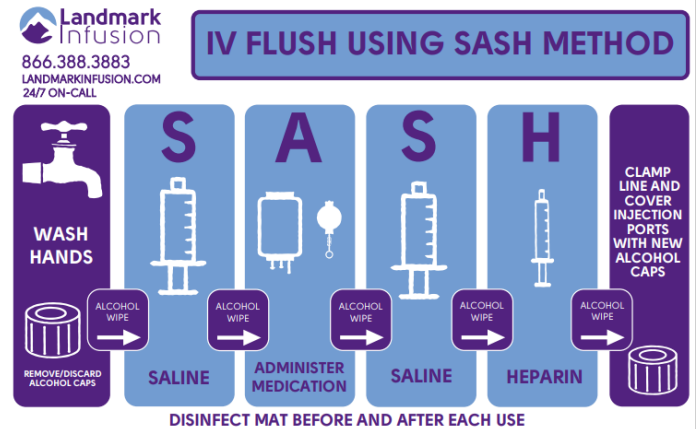 Landmark
Infusion
866.388.3883
LANDMARKINFUSION.COM
24/7 ON-CALL
IV FLUSH USING SASH METHOD
WASH
HANDS
REMOVE/DISCARD
ALCOHOL CAPS
ALCOHOL
WIPE
S
SALINE
ALCOHOL
WIPE
A
ADMINISTER
MEDICATION
ALCOHOL
WIPE
S
SALINE
ALCOHOL
WIPE
H
HEPARIN
ALCOHOL
WIPE
CLAMP
LINE AND
COVER
INJECTION
PORTS
WITH NEW
ALCOHOL
CAPS
DISINFECT MAT BEFORE AND AFTER EACH USE